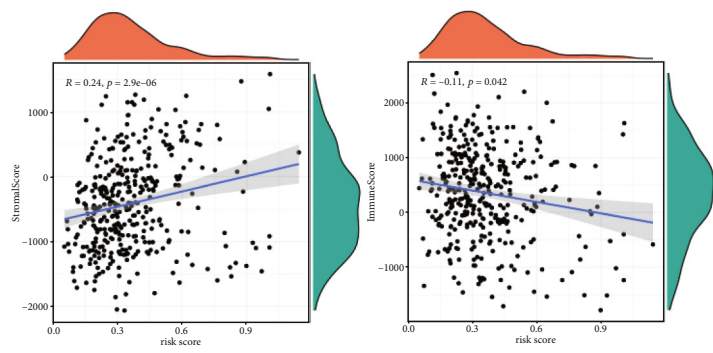 R = 0.24, p = 2.9e−06
StromalScore
1000
0
−1000
−2000
0.0
0.3
0.6
0.9
risk score
R = −0.11, p = 0.042
ImmuneScore
2000
1000
0
−1000
0.0
0.3
0.6
0.9
risk score